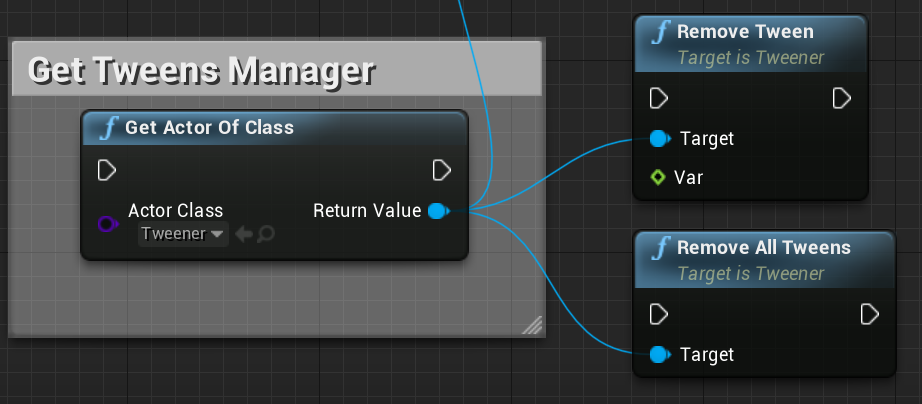 Get Tweens Manager
f Get Actor Of Class
Actor Class
Tweener
Return Value
f Remove Tween
Target is Tweener
Target
Var
f Remove All Tweens
Target is Tweener
Target